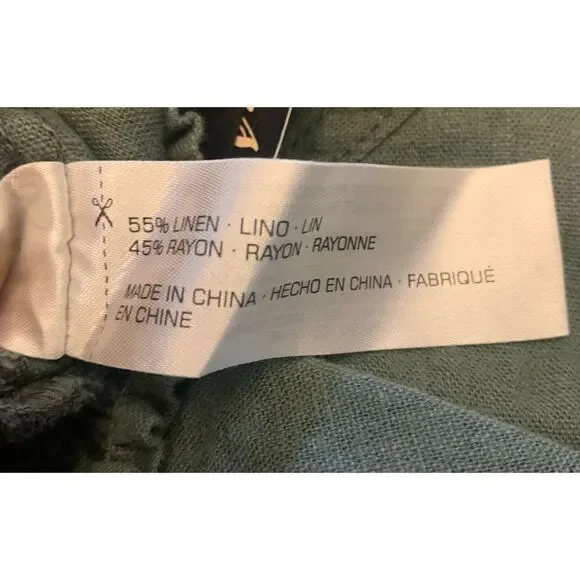 55% LINEN · LINO · LIN
45% RAYON · RAYON · RAYONNE
MADE IN CHINA · HECHO EN CHINA · FABRIQUÉ
EN CHINE